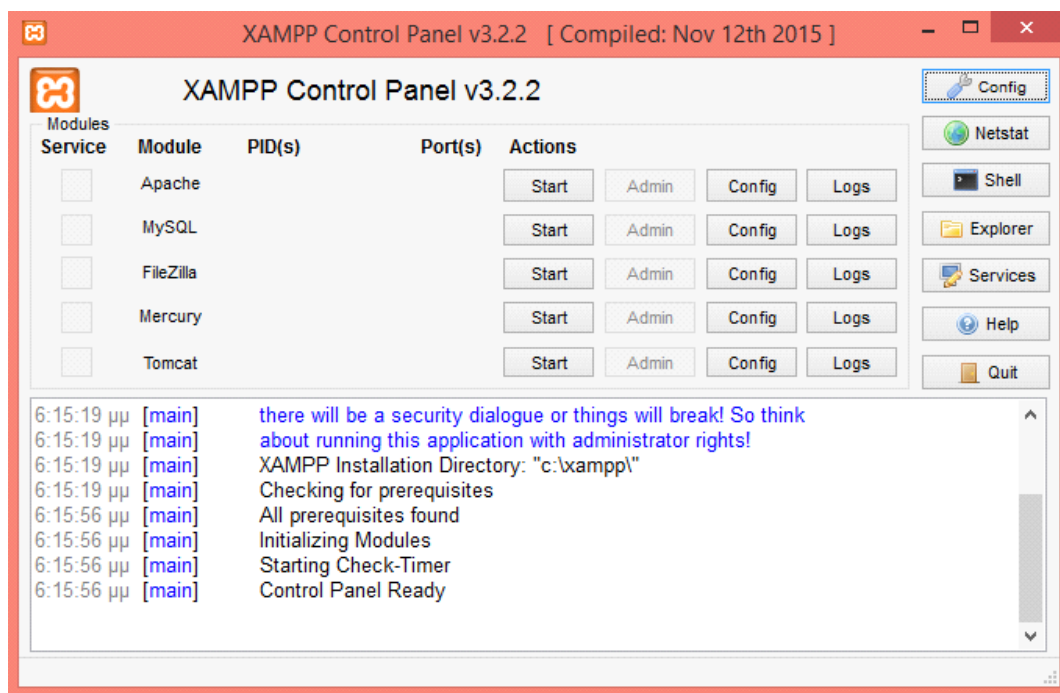 XAMPP Control Panel v3.2.2 [ Compiled: Nov 12th 2015 ]
XAMPP Control Panel v3.2.2
Config
Modules
Netstat
Service Module PID(s) Port(s) Actions
Apache Start Admin Config Logs
Shell
MySQL Start Admin Config Logs
Explorer
FileZilla Start Admin Config Logs
Services
Mercury Start Admin Config Logs
Help
Tomcat Start Admin Config Logs
Quit
6:15:19 μμ [main] there will be a security dialogue or things will break! So think
6:15:19 μμ [main] about running this application with administrator rights!
6:15:19 μμ [main] XAMPP Installation Directory: "c:\xampp\"
6:15:19 μμ [main] Checking for prerequisites
6:15:56 μμ [main] All prerequisites found
6:15:56 μμ [main] Initializing Modules
6:15:56 μμ [main] Starting Check-Timer
6:15:56 μμ [main] Control Panel Ready